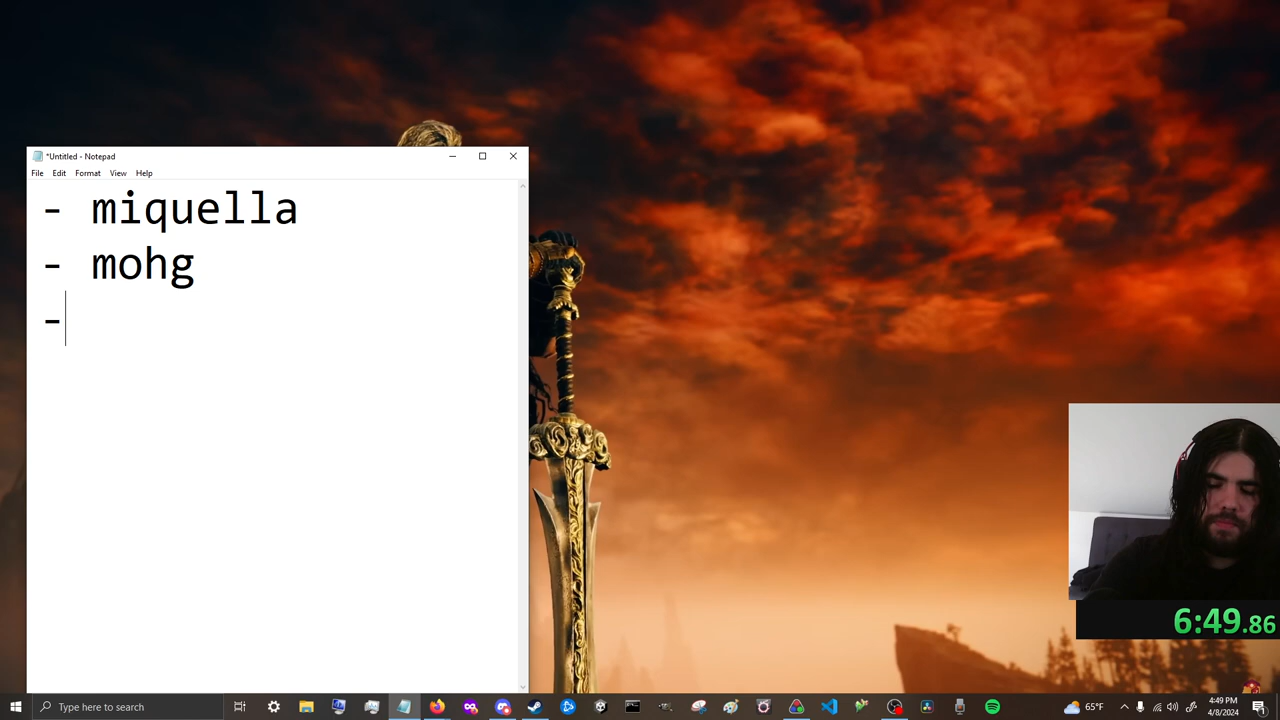 *Untitled - Notepad
File Edit Format View Help
- miquella
- mohg
-
6:49.86
Type here to search
65°F
4:49 PM
4/8/2024